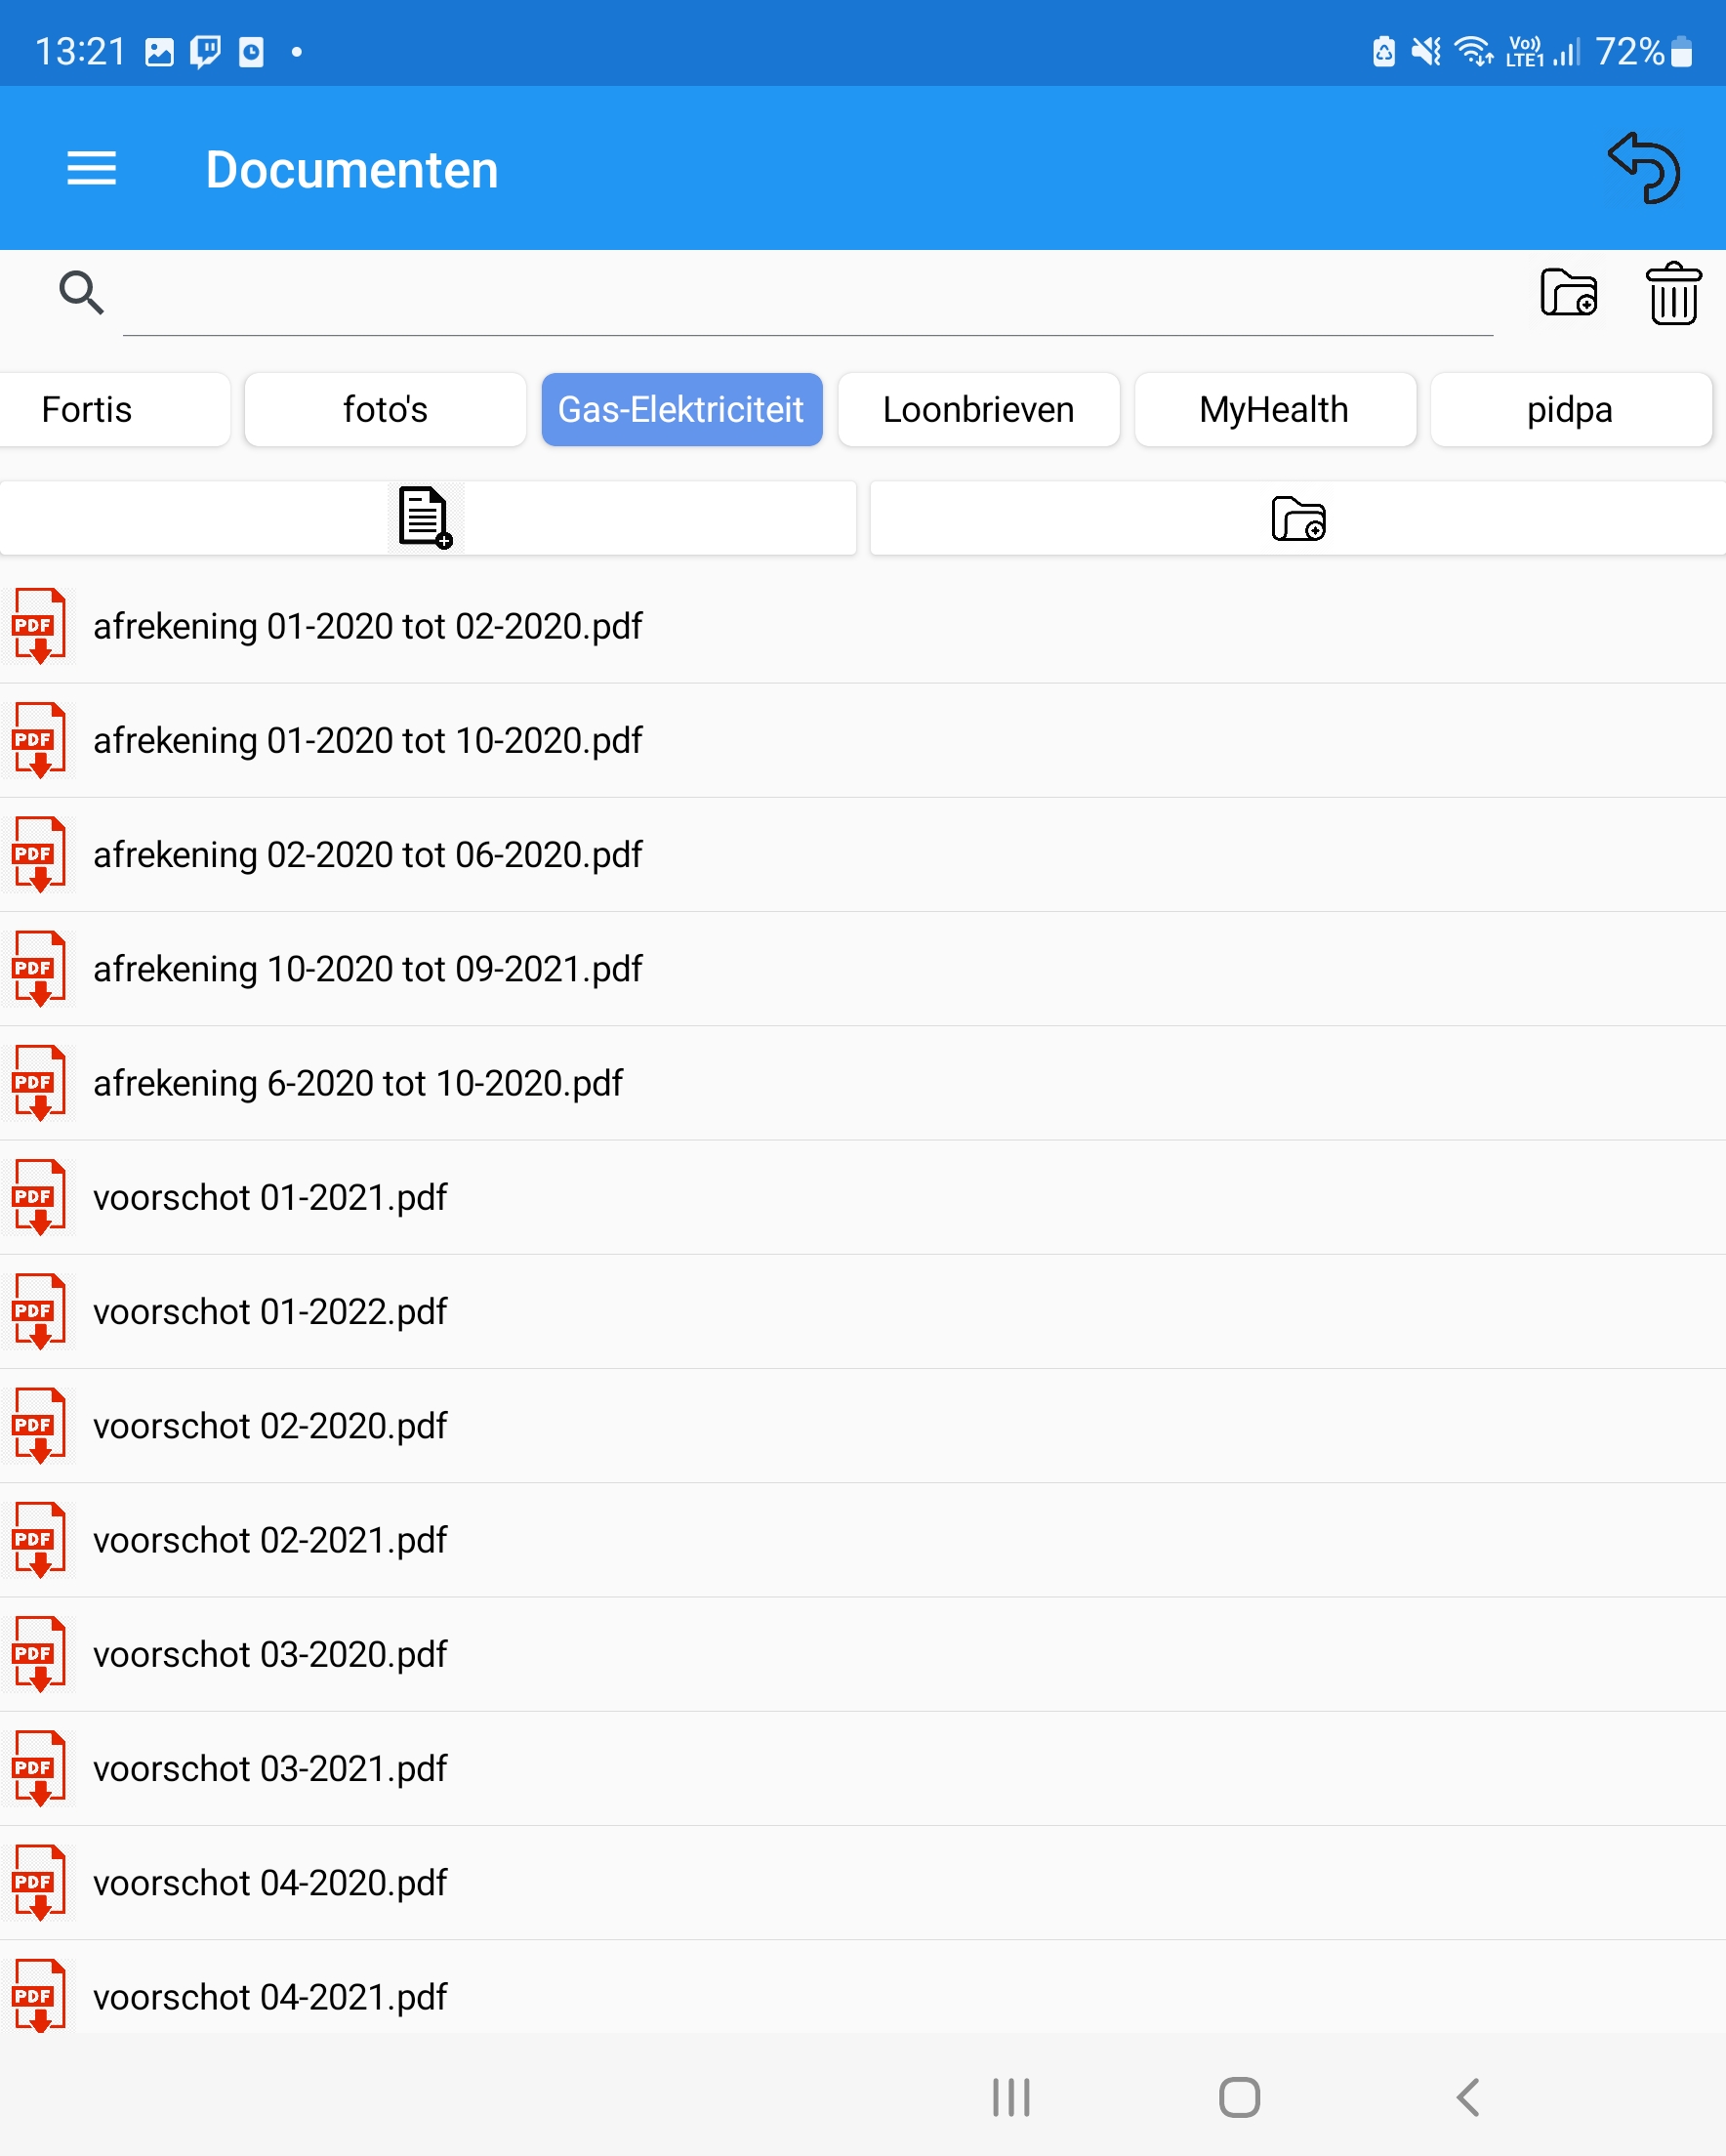 13:21
Vo)) LTE1 72%
Documenten
Fortis foto's Gas-Elektriciteit Loonbrieven MyHealth pidpa
PDF afrekening 01-2020 tot 02-2020.pdf
PDF afrekening 01-2020 tot 10-2020.pdf
PDF afrekening 02-2020 tot 06-2020.pdf
PDF afrekening 10-2020 tot 09-2021.pdf
PDF afrekening 6-2020 tot 10-2020.pdf
PDF voorschot 01-2021.pdf
PDF voorschot 01-2022.pdf
PDF voorschot 02-2020.pdf
PDF voorschot 02-2021.pdf
PDF voorschot 03-2020.pdf
PDF voorschot 03-2021.pdf
PDF voorschot 04-2020.pdf
PDF voorschot 04-2021.pdf